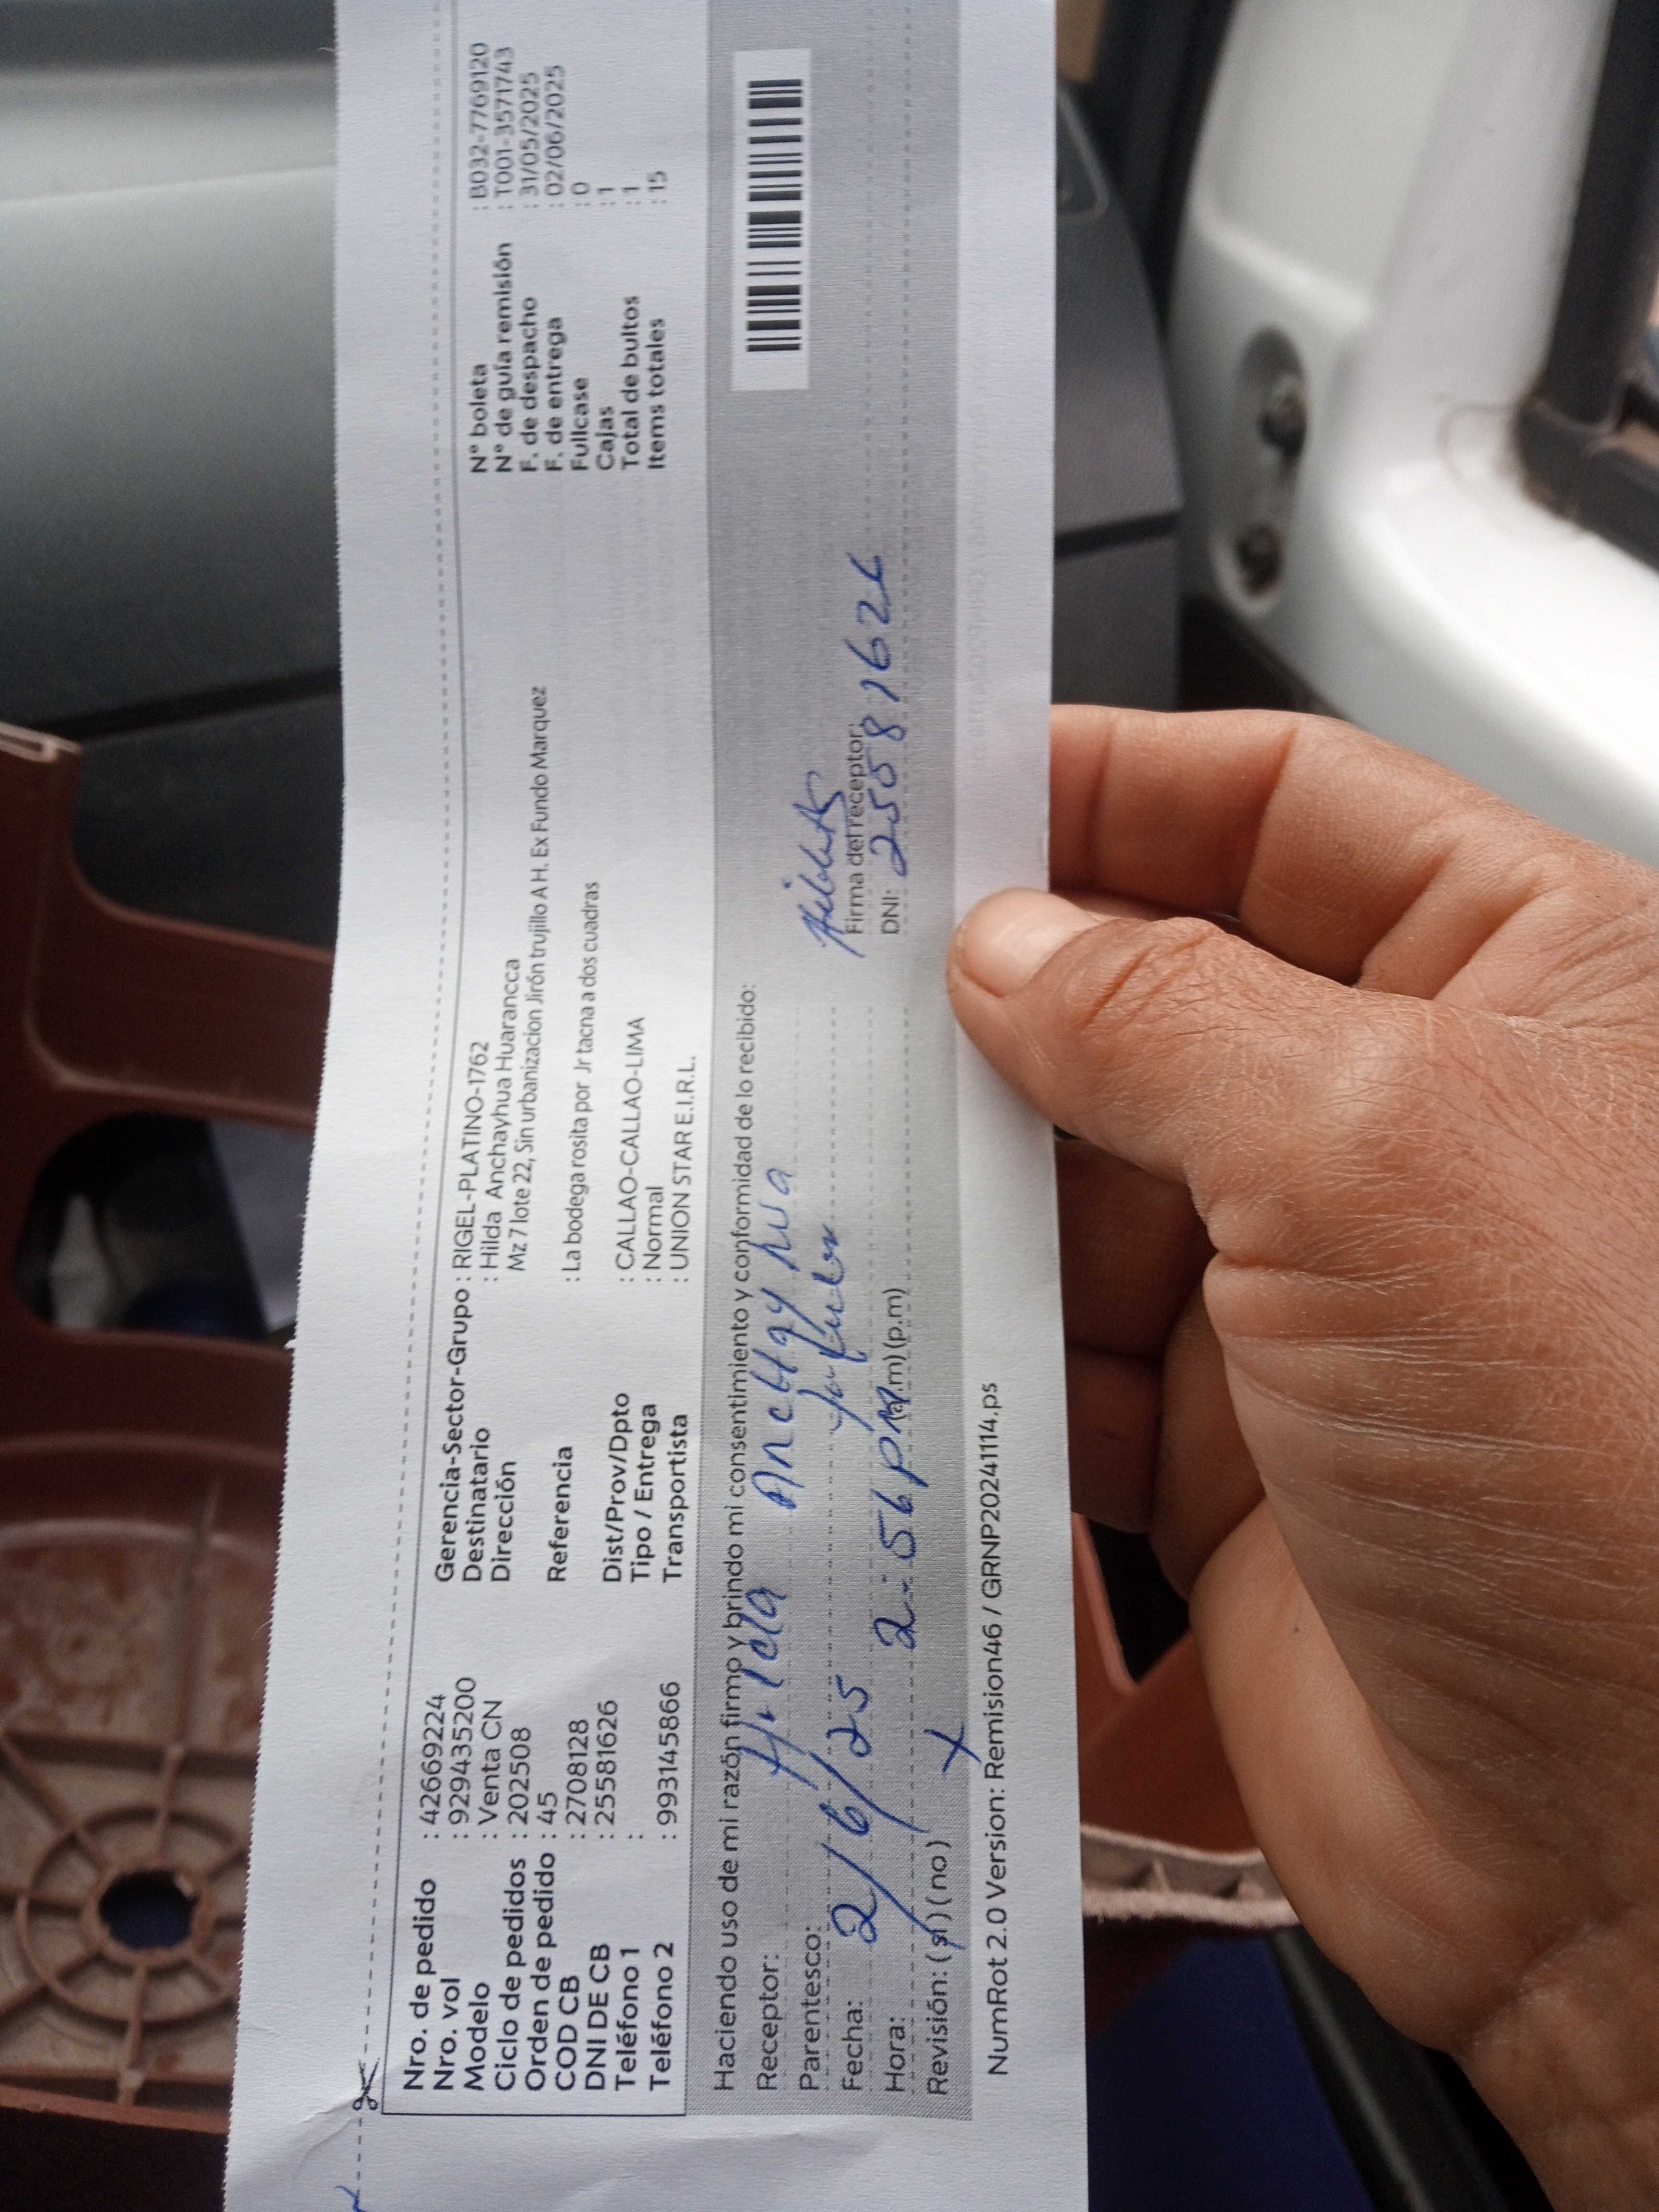 Nro. de pedido : 42669224
Nro. vol : 929435200
Modelo : Venta CN
Ciclo de pedidos : 202508
Orden de pedido : 45
COD CB : 2708128
DNI DE CB : 25581626
Teléfono 1 :
Teléfono 2 : 993145866
Gerencia-Sector-Grupo : RIGEL-PLATINO-1762
Destinatario : Hilda Anchayhua Huarancca
Dirección Mz 7 lote 22, Sin urbanizacion Jirón trujillo A H. Ex Fundo Marquez
Referencia : La bodega rosita por Jr tacna a dos cuadras
Dist/Prov/Dpto : CALLAO-CALLAO-LIMA
Tipo / Entrega : Normal
Transportista : UNION STAR E.I.R.L.
N° boleta : B032-7769120
N° de guía remisión : T001-3571743
F. de despacho : 31/05/2025
F. de entrega : 02/06/2025
Fullcase : 0
Cajas : 1
Total de bultos : 1
Items totales : 15
Haciendo uso de mi razón firmo y brindo mi consentimiento y conformidad de lo recibido:
Receptor: Hilda Anchayhua
Parentesco:
Fecha: 2/6/25
Hora: 2:56 PM (a.m) (p.m)
Revisión: (si) (no) X
Firma del receptor
DNI: 25581626
NumRot 2.0 Version: Remision46 / GRNP20241114.ps